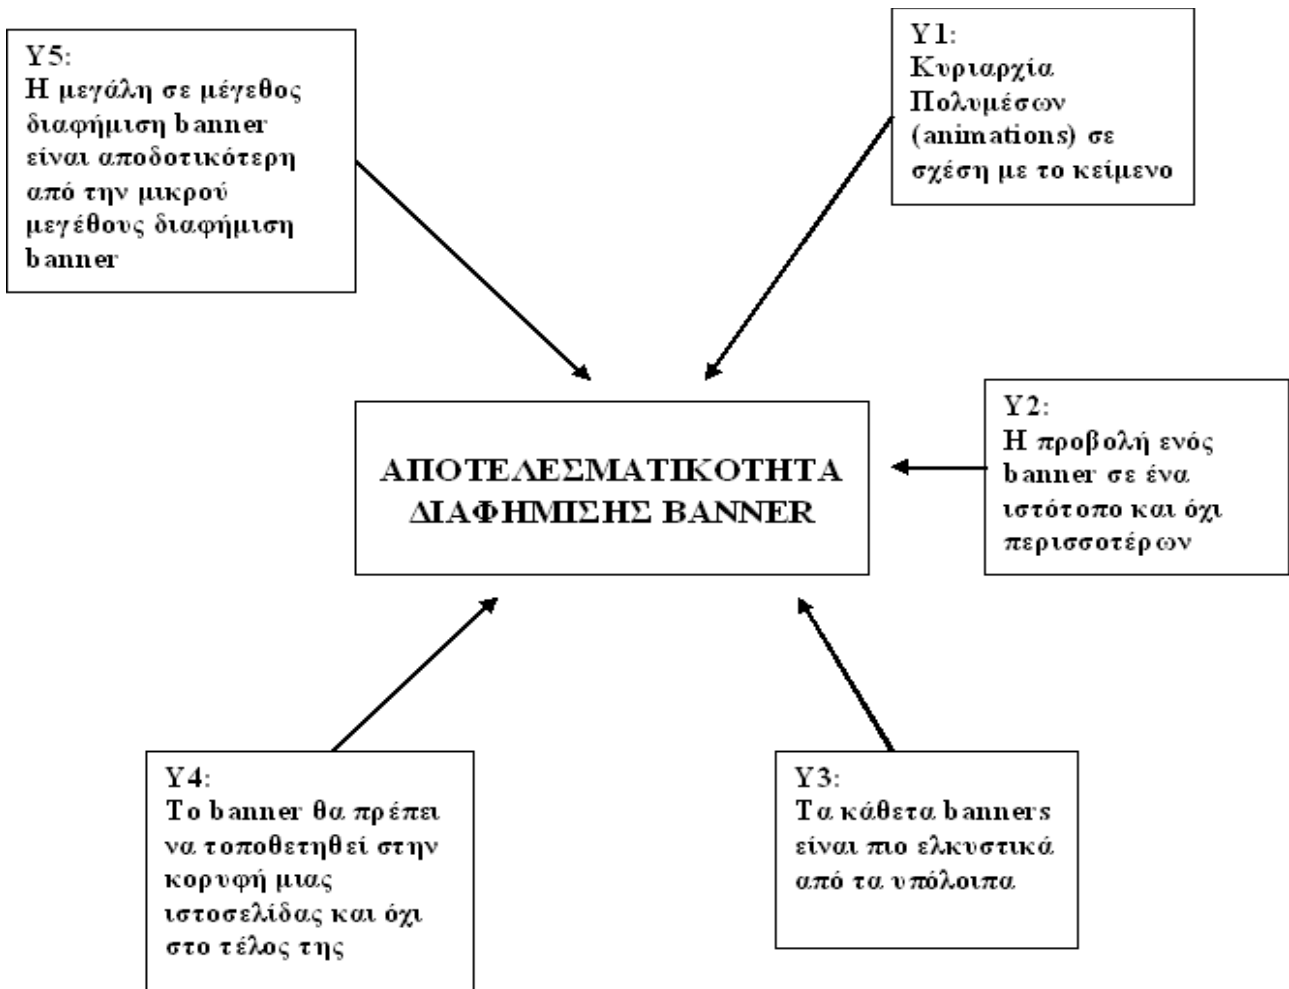 Υ5:
Η μεγάλη σε μέγεθος
διαφήμιση banner
είναι αποδοτικότερη
από την μικρού
μεγέθους διαφήμιση
banner
Υ1:
Κυριαρχία
Πολυμέσων
(animations) σε
σχέση με το κείμενο
ΑΠΟΤΕΛΕΣΜΑΤΙΚΟΤΗΤΑ
ΔΙΑΦΗΜΙΣΗΣ BANNER
Υ2:
Η προβολή ενός
banner σε ένα
ιστότοπο και όχι
περισσοτέρων
Υ4:
Το banner θα πρέπει
να τοποθετηθεί στην
κορυφή μιας
ιστοσελίδας και όχι
στο τέλος της
Υ3:
Τα κάθετα banners
είναι πιο ελκυστικά
από τα υπόλοιπα